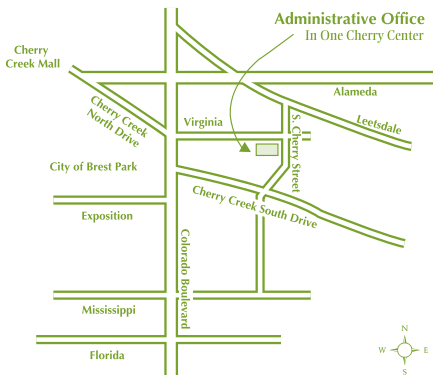 Administrative Office
In One Cherry Center
Cherry
Creek Mall
Alameda
Cherry Creek
North Drive
Virginia
S. Cherry Street
Leetsdale
City of Brest Park
Cherry Creek South Drive
Exposition
Colorado Boulevard
Mississippi
Florida
N
W
E
S